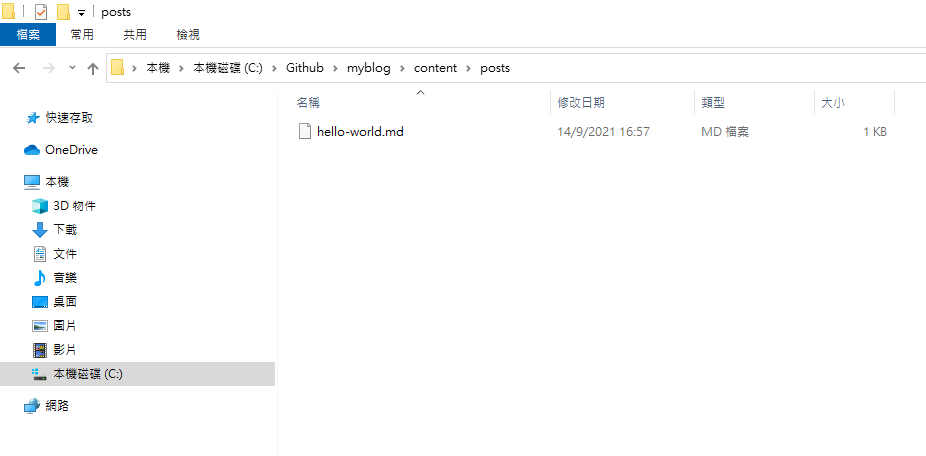 posts
檔案 常用 共用 檢視
本機 本機磁碟 (C:) Github myblog content posts
名稱 修改日期 類型 大小
hello-world.md 14/9/2021 16:57 MD 檔案 1 KB
快速存取
OneDrive
本機
3D 物件
下載
文件
音樂
桌面
圖片
影片
本機磁碟 (C:)
網路